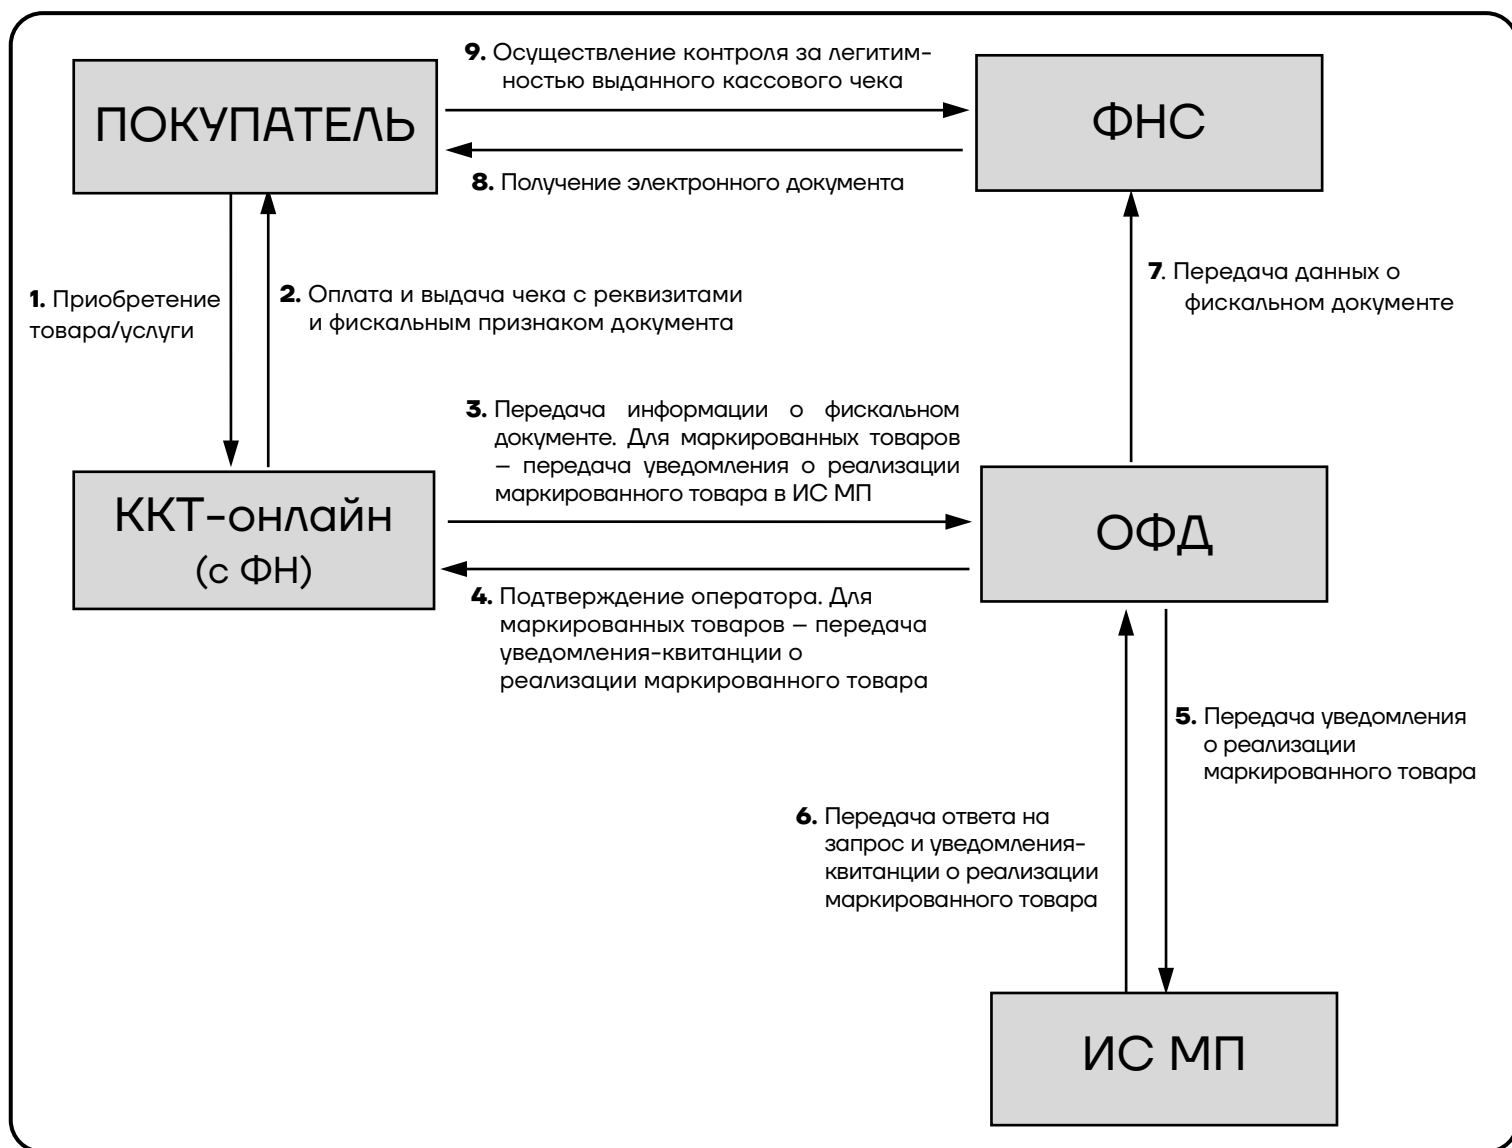 9. Осуществление контроля за легитим-
ностью выданного кассового чека
ПОКУПАТЕЛЬ
ФНС
8. Получение электронного документа
1. Приобретение
товара/услуги
2. Оплата и выдача чека с реквизитами
и фискальным признаком документа
7. Передача данных о
фискальном документе
3. Передача информации о фискальном
документе. Для маркированных товаров
– передача уведомления о реализации
маркированного товара в ИС МП
ККТ-онлайн
(с ФН)
ОФД
4. Подтверждение оператора. Для
маркированных товаров – передача
уведомления-квитанции о
реализации маркированного товара
5. Передача уведомления
о реализации
маркированного товара
6. Передача ответа на
запрос и уведомления-
квитанции о реализации
маркированного товара
ИС МП